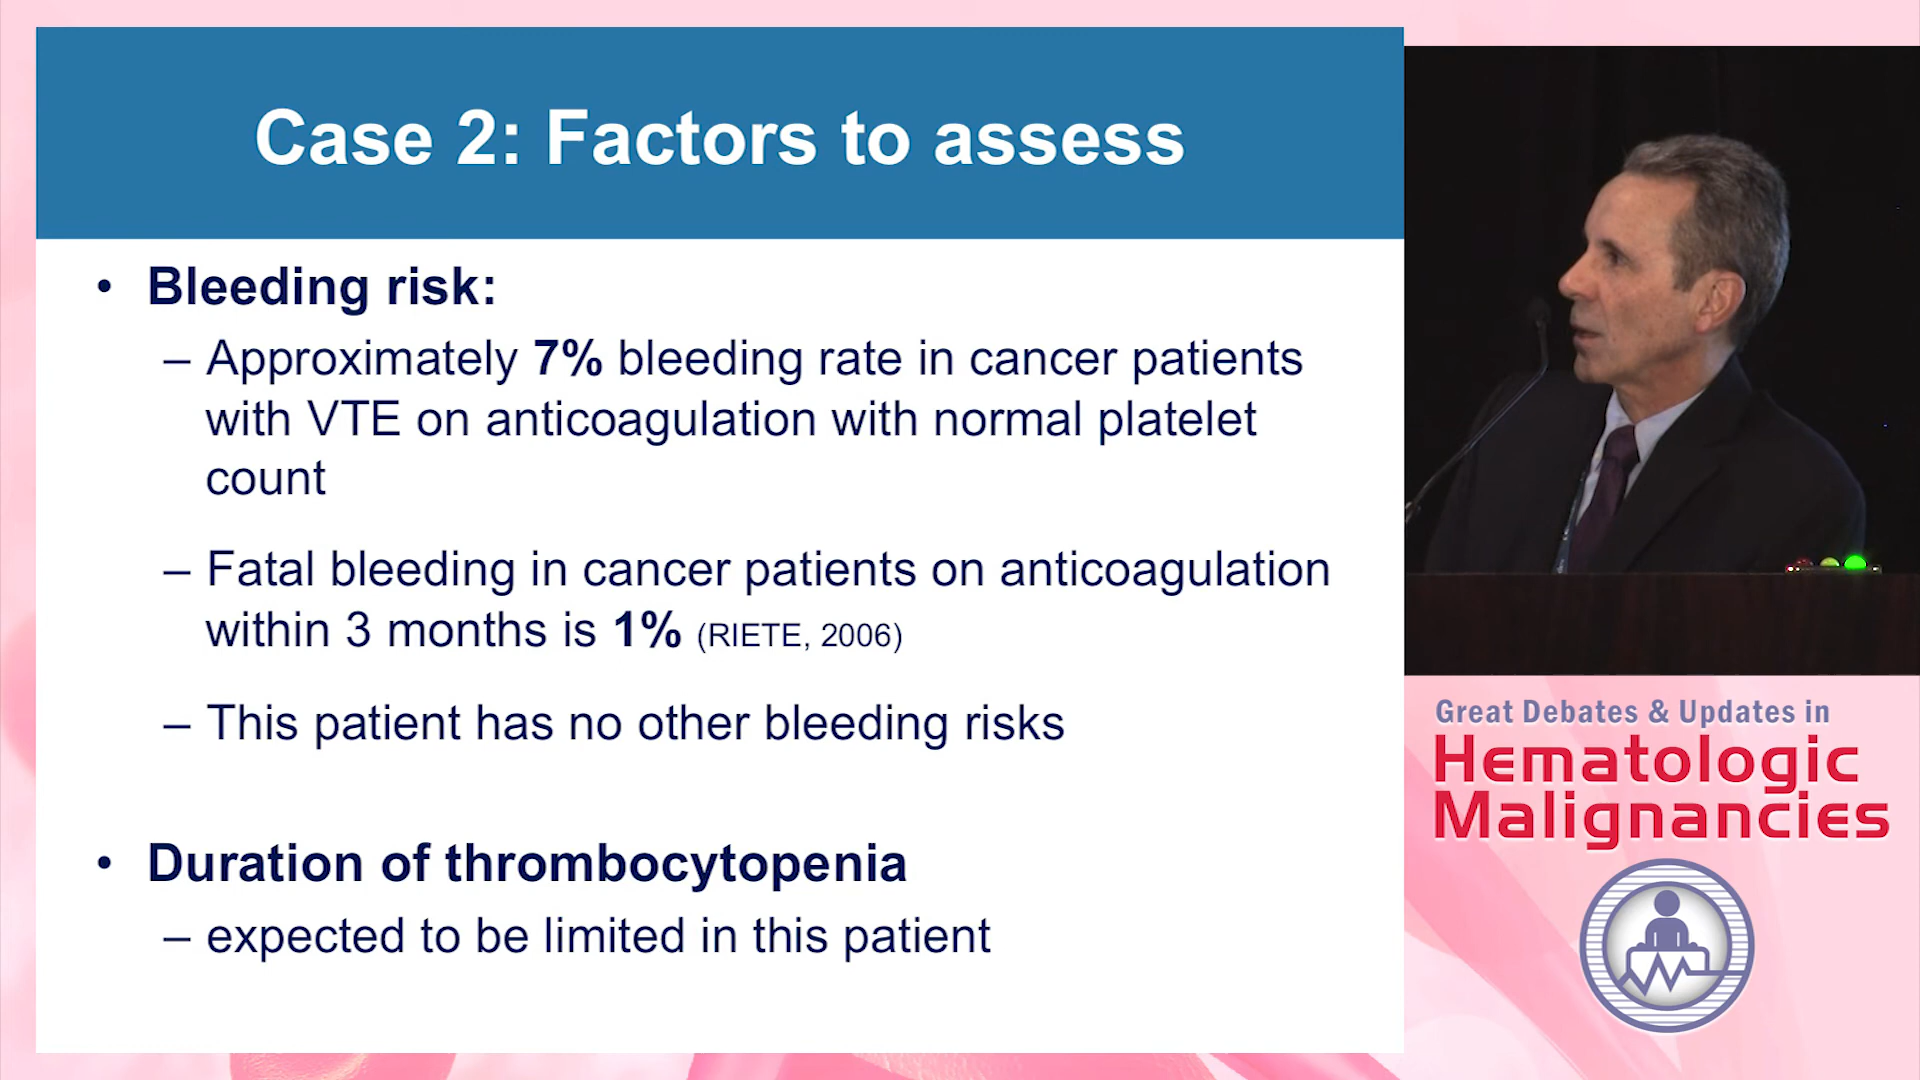 Case 2: Factors to assess
• Bleeding risk:
– Approximately 7% bleeding rate in cancer patients
with VTE on anticoagulation with normal platelet
count
– Fatal bleeding in cancer patients on anticoagulation
within 3 months is 1% (RIETE, 2006)
– This patient has no other bleeding risks
• Duration of thrombocytopenia
– expected to be limited in this patient
Great Debates & Updates in
Hematologic
Malignancies